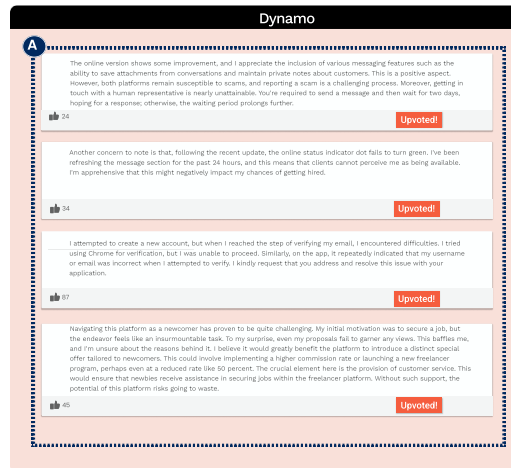 Dynamo
A
The online version shows some improvement, and I appreciate the inclusion of various messaging features such as the
ability to save attachments from conversations and maintain private notes about customers. This is a positive aspect.
However, both platforms remain susceptible to scams, and reporting a scam is a challenging process. Moreover, getting in
touch with a human representative is nearly unattainable. You're required to send a message and then wait for two days,
hoping for a response; otherwise, the waiting period prolongs further.
24
Upvoted!
Another concern to note is that, following the recent update, the online status indicator dot fails to turn green. I've been
refreshing the message section for the past 24 hours, and this means that clients cannot perceive me as being available.
I'm apprehensive that this might negatively impact my chances of getting hired.
34
Upvoted!
I attempted to create a new account, but when I reached the step of verifying my email, I encountered difficulties. I tried
using Chrome for verification, but I was unable to proceed. Similarly, on the app, it repeatedly indicated that my username
or email was incorrect when I attempted to verify. I kindly request that you address and resolve this issue with your
application.
87
Upvoted!
Navigating this platform as a newcomer has proven to be quite challenging. My initial motivation was to secure a job, but
the endeavor feels like an insurmountable task. To my surprise, even my proposals fail to garner any views. This baffles me,
and I'm unsure about the reasons behind it. I believe it would greatly benefit the platform to introduce a distinct special
offer tailored to newcomers. This could involve implementing a higher commission rate or launching a new freelancer
program, perhaps even at a reduced rate like 50 percent. The crucial element here is the provision of customer service. This
would ensure that newbies receive assistance in securing jobs within the freelancer platform. Without such support, the
potential of this platform risks going to waste.
45
Upvoted!